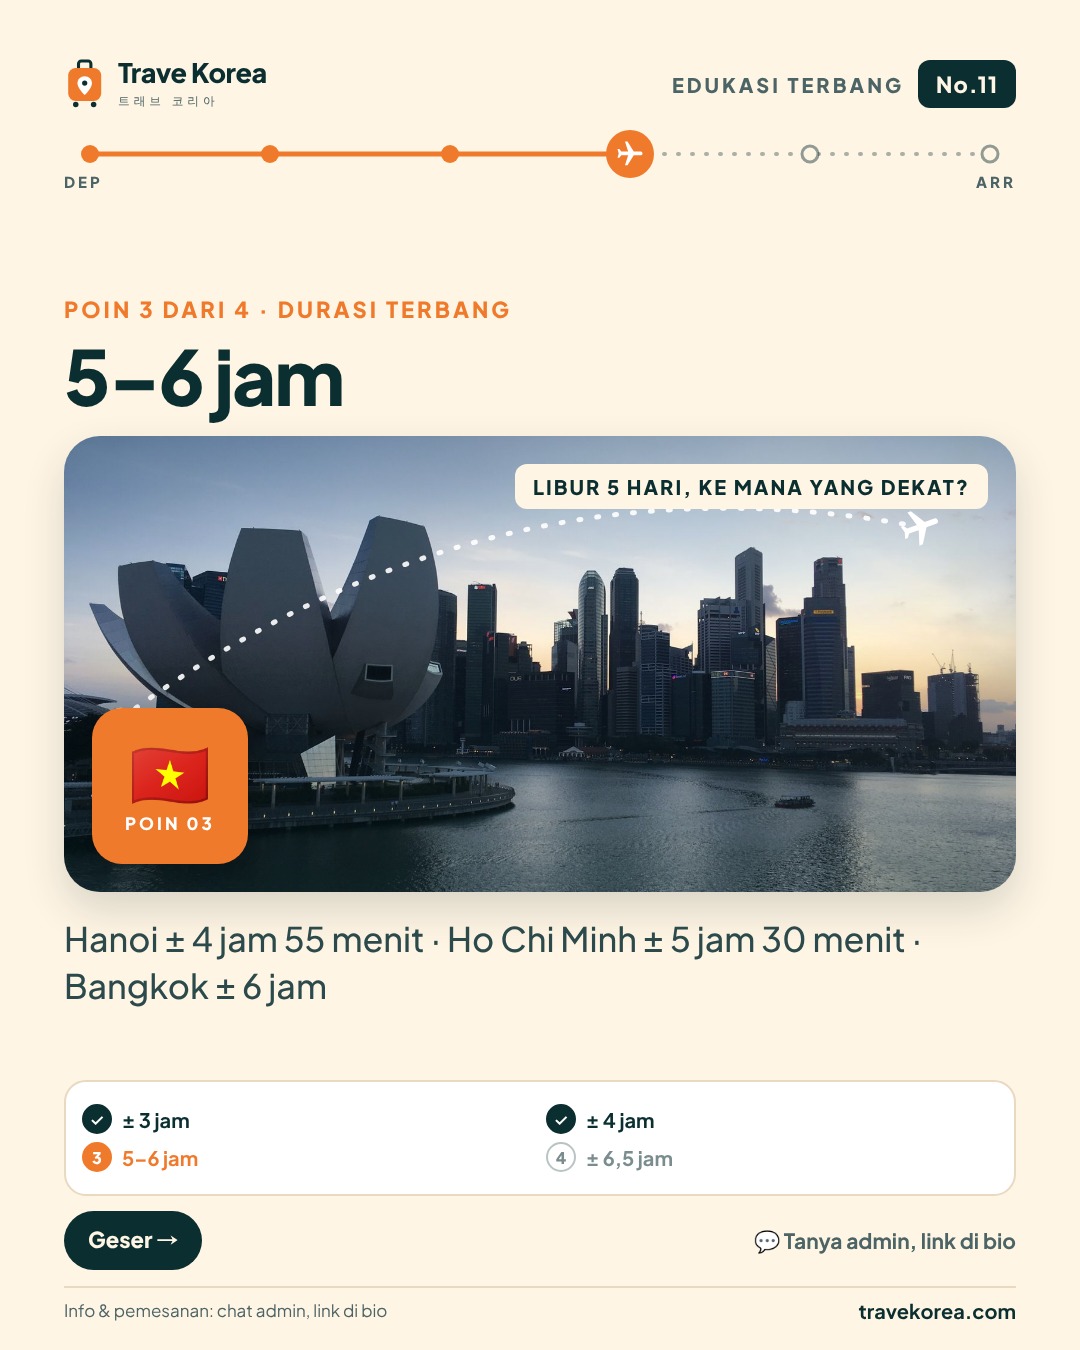 Trave Korea
트래브 코리아
EDUKASI TERBANG
No.11
DEP
ARR
POIN 3 DARI 4 · DURASI TERBANG
5–6 jam
LIBUR 5 HARI, KE MANA YANG DEKAT?
POIN 03
Hanoi ± 4 jam 55 menit · Ho Chi Minh ± 5 jam 30 menit ·
Bangkok ± 6 jam
± 3 jam
± 4 jam
3 5–6 jam
4 ± 6,5 jam
Geser →
💬 Tanya admin, link di bio
Info & pemesanan: chat admin, link di bio
travekorea.com